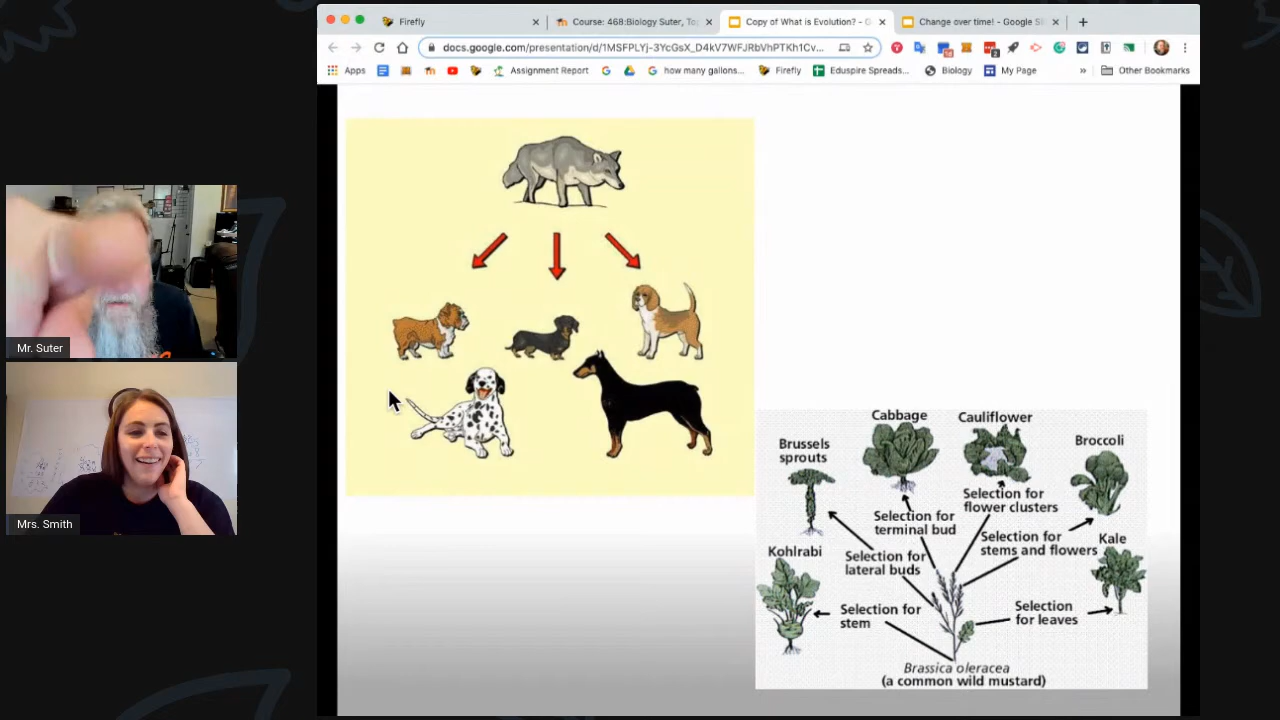 Firefly
Course: 468:Biology Suter, To
Copy of What is Evolution? - G
Change over time! - Google Sl
docs.google.com/presentation/d/1MSFPLYj-3YcGsX_D4kV7WFJRbVhPTKh1Cv...
Apps
Assignment Report
how many gallons...
Firefly
Eduspire Spreads...
Biology
My Page
»
Other Bookmarks
Cabbage
Cauliflower
Brussels
sprouts
Broccoli
Selection for
flower clusters
Selection for
terminal bud
Selection for
stems and flowers
Kale
Kohlrabi
Selection for
lateral buds
Selection for
stem
Selection
for leaves
Brassica oleracea
(a common wild mustard)
Mr. Suter
Mrs. Smith